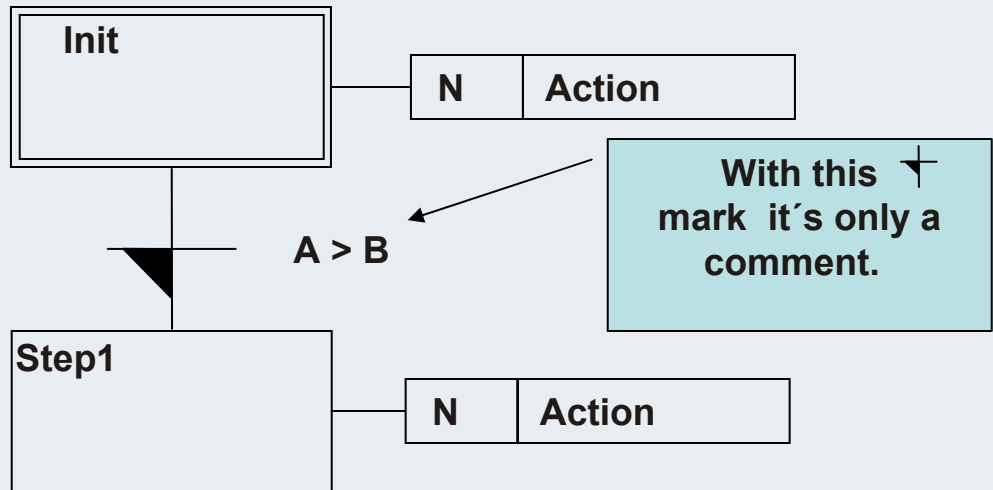 Init
N Action
With this
mark it´s only a
comment.
A > B
Step1
N Action